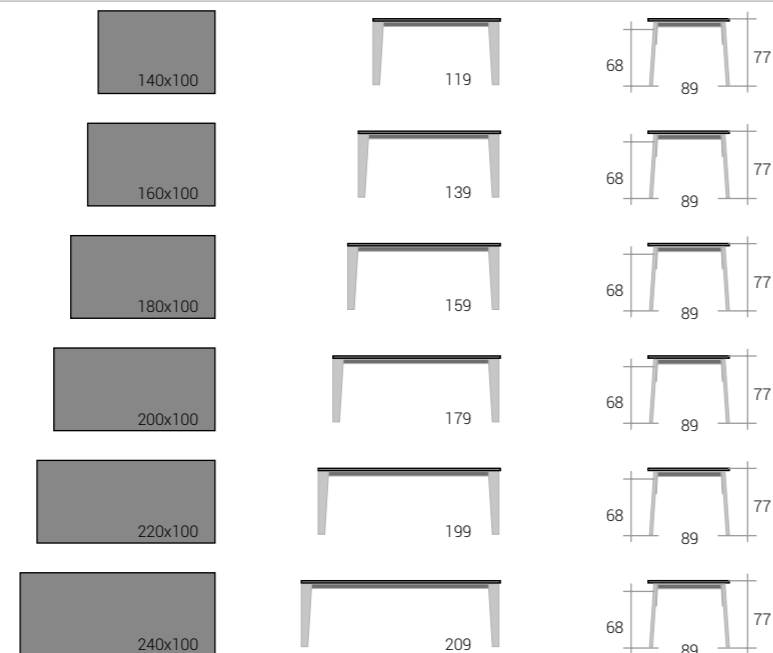 140x100 119 68 89 77
160x100 139 68 89 77
180x100 159 68 89 77
200x100 179 68 89 77
220x100 199 68 89 77
240x100 209 68 89 77